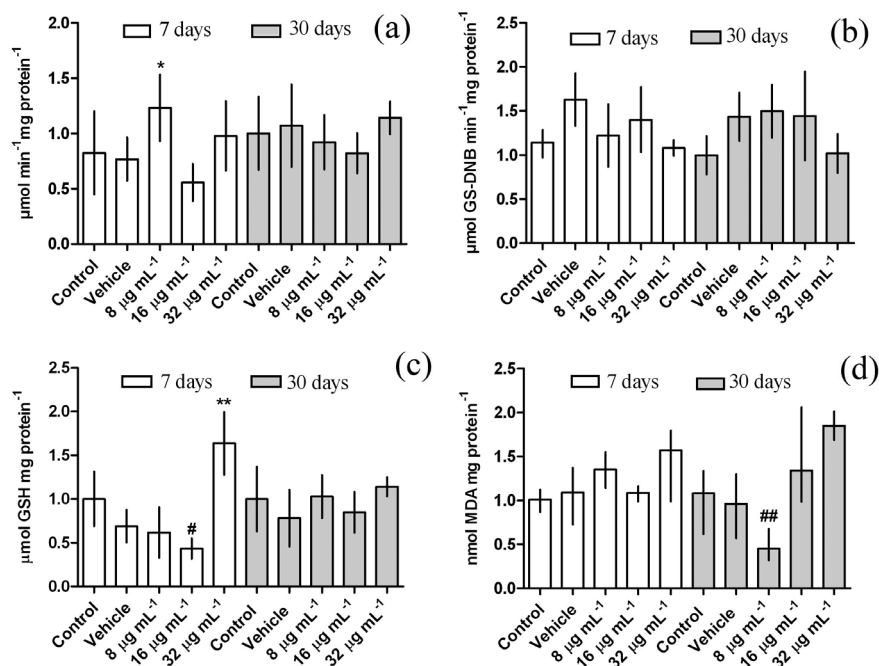 7 days 30 days (a)
µmol min⁻¹mg protein⁻¹
2.0
1.5
1.0
0.5
0.0
*
Control Vehicle 8 µg mL⁻¹ 16 µg mL⁻¹ 32 µg mL⁻¹ Control Vehicle 8 µg mL⁻¹ 16 µg mL⁻¹ 32 µg mL⁻¹
7 days 30 days (b)
µmol GS-DNB min⁻¹mg protein⁻¹
2.5
2.0
1.5
1.0
0.5
0.0
Control Vehicle 8 µg mL⁻¹ 16 µg mL⁻¹ 32 µg mL⁻¹ Control Vehicle 8 µg mL⁻¹ 16 µg mL⁻¹ 32 µg mL⁻¹
7 days 30 days (c)
µmol GSH mg protein⁻¹
2.5
2.0
1.5
1.0
0.5
0.0
# **
Control Vehicle 8 µg mL⁻¹ 16 µg mL⁻¹ 32 µg mL⁻¹ Control Vehicle 8 µg mL⁻¹ 16 µg mL⁻¹ 32 µg mL⁻¹
7 days 30 days (d)
nmol MDA mg protein⁻¹
2.5
2.0
1.5
1.0
0.5
0.0
##
Control Vehicle 8 µg mL⁻¹ 16 µg mL⁻¹ 32 µg mL⁻¹ Control Vehicle 8 µg mL⁻¹ 16 µg mL⁻¹ 32 µg mL⁻¹